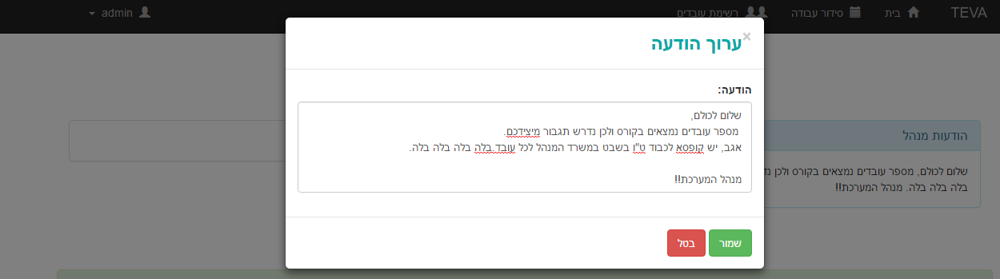 TEVA
בית
סידור עבודה
רשימת עובדים
admin
×
ערוך הודעה
הודעה:
שלום לכולם,
מספר עובדים נמצאים בקורס ולכן נדרש תגבור מיצידכם.
אגב, יש קופסא לכבוד ט"ו בשבט במשרד המנהל לכל עובד.בלה בלה בלה בלה.
מנהל המערכת!!
שמור
בטל
הודעות מנהל
שלום לכולם, מספר עובדים נמצאים בקורס ולכן
בלה בלה בלה. מנהל המערכת!!